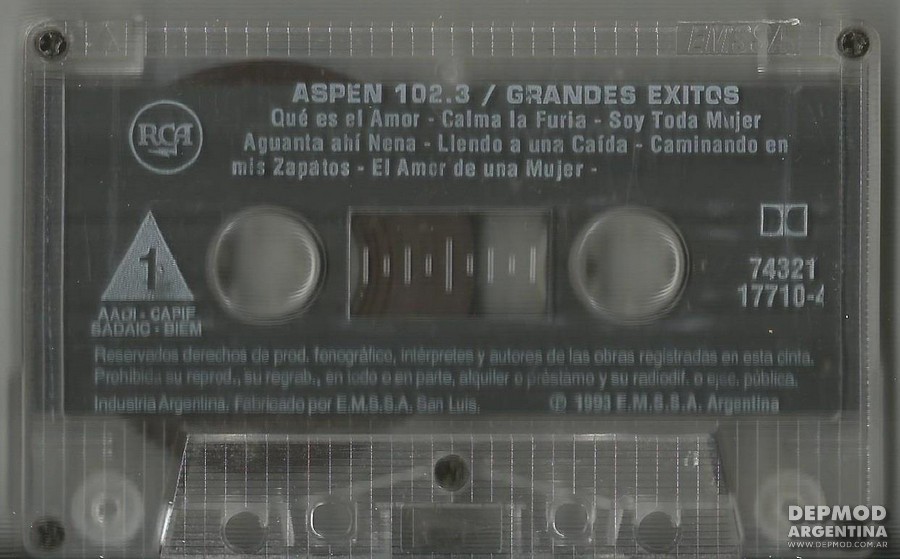 EMSSA
ASPEN 102.3 / GRANDES EXITOS
Qué es el Amor - Calma la Furia - Soy Toda Mujer
Aguanta ahí Nena - Lléndo a una Caída - Caminando en
mis Zapatos - El Amor de una Mujer -
RCA
1
AADI - CAPIF
SADAIC - BIEM
74321
17710-4
Reservados derechos de prod. fonográfico, intérpretes y autores de las obras registradas en esta cinta.
Prohibida su reprod., su regrab., en todo o en parte, alquiler o préstamo y su radiodif. o ejec. pública.
Industria Argentina. Fabricado por E.M.S.S.A. San Luis.
℗ 1993 E.M.S.S.A. Argentina
DEPMOD
ARGENTINA
WWW.DEPMOD.COM.AR